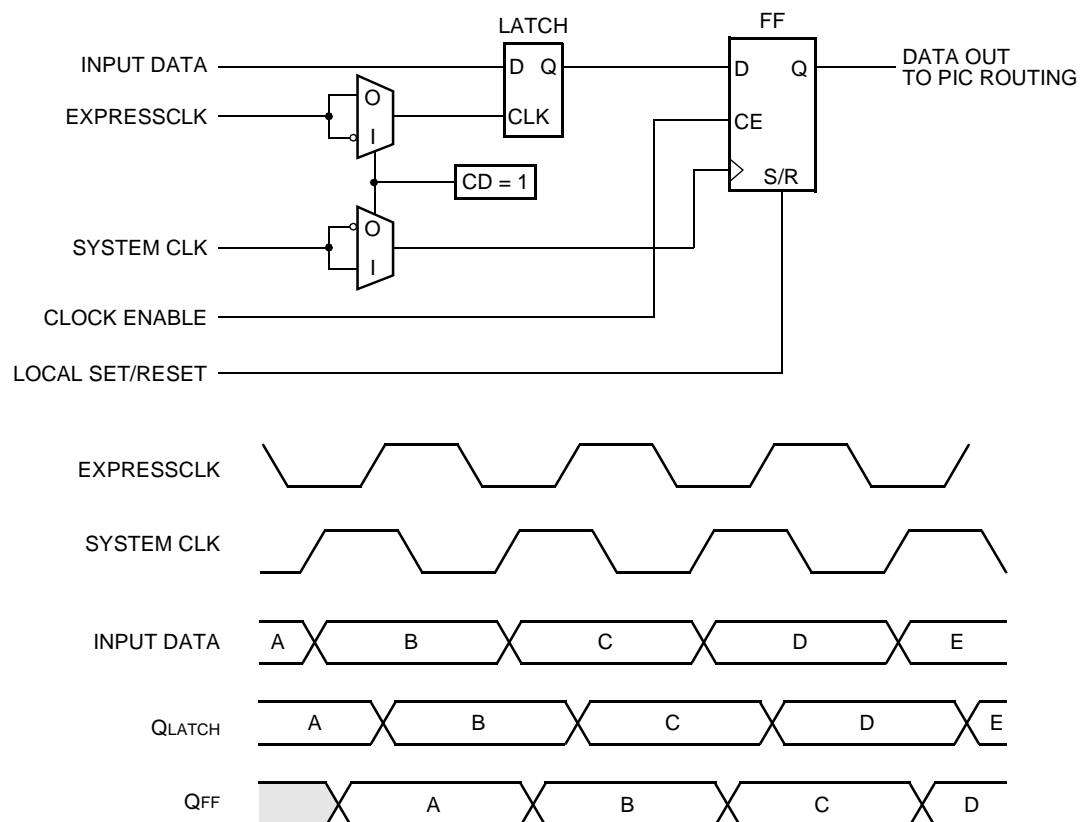 LATCH
FF
INPUT DATA
D Q
D Q
DATA OUT
TO PIC ROUTING
EXPRESSCLK
O
I
CLK
CE
CD = 1
S/R
SYSTEM CLK
O
I
CLOCK ENABLE
LOCAL SET/RESET
EXPRESSCLK
SYSTEM CLK
INPUT DATA A B C D E
QLATCH A B C D E
QFF A B C D